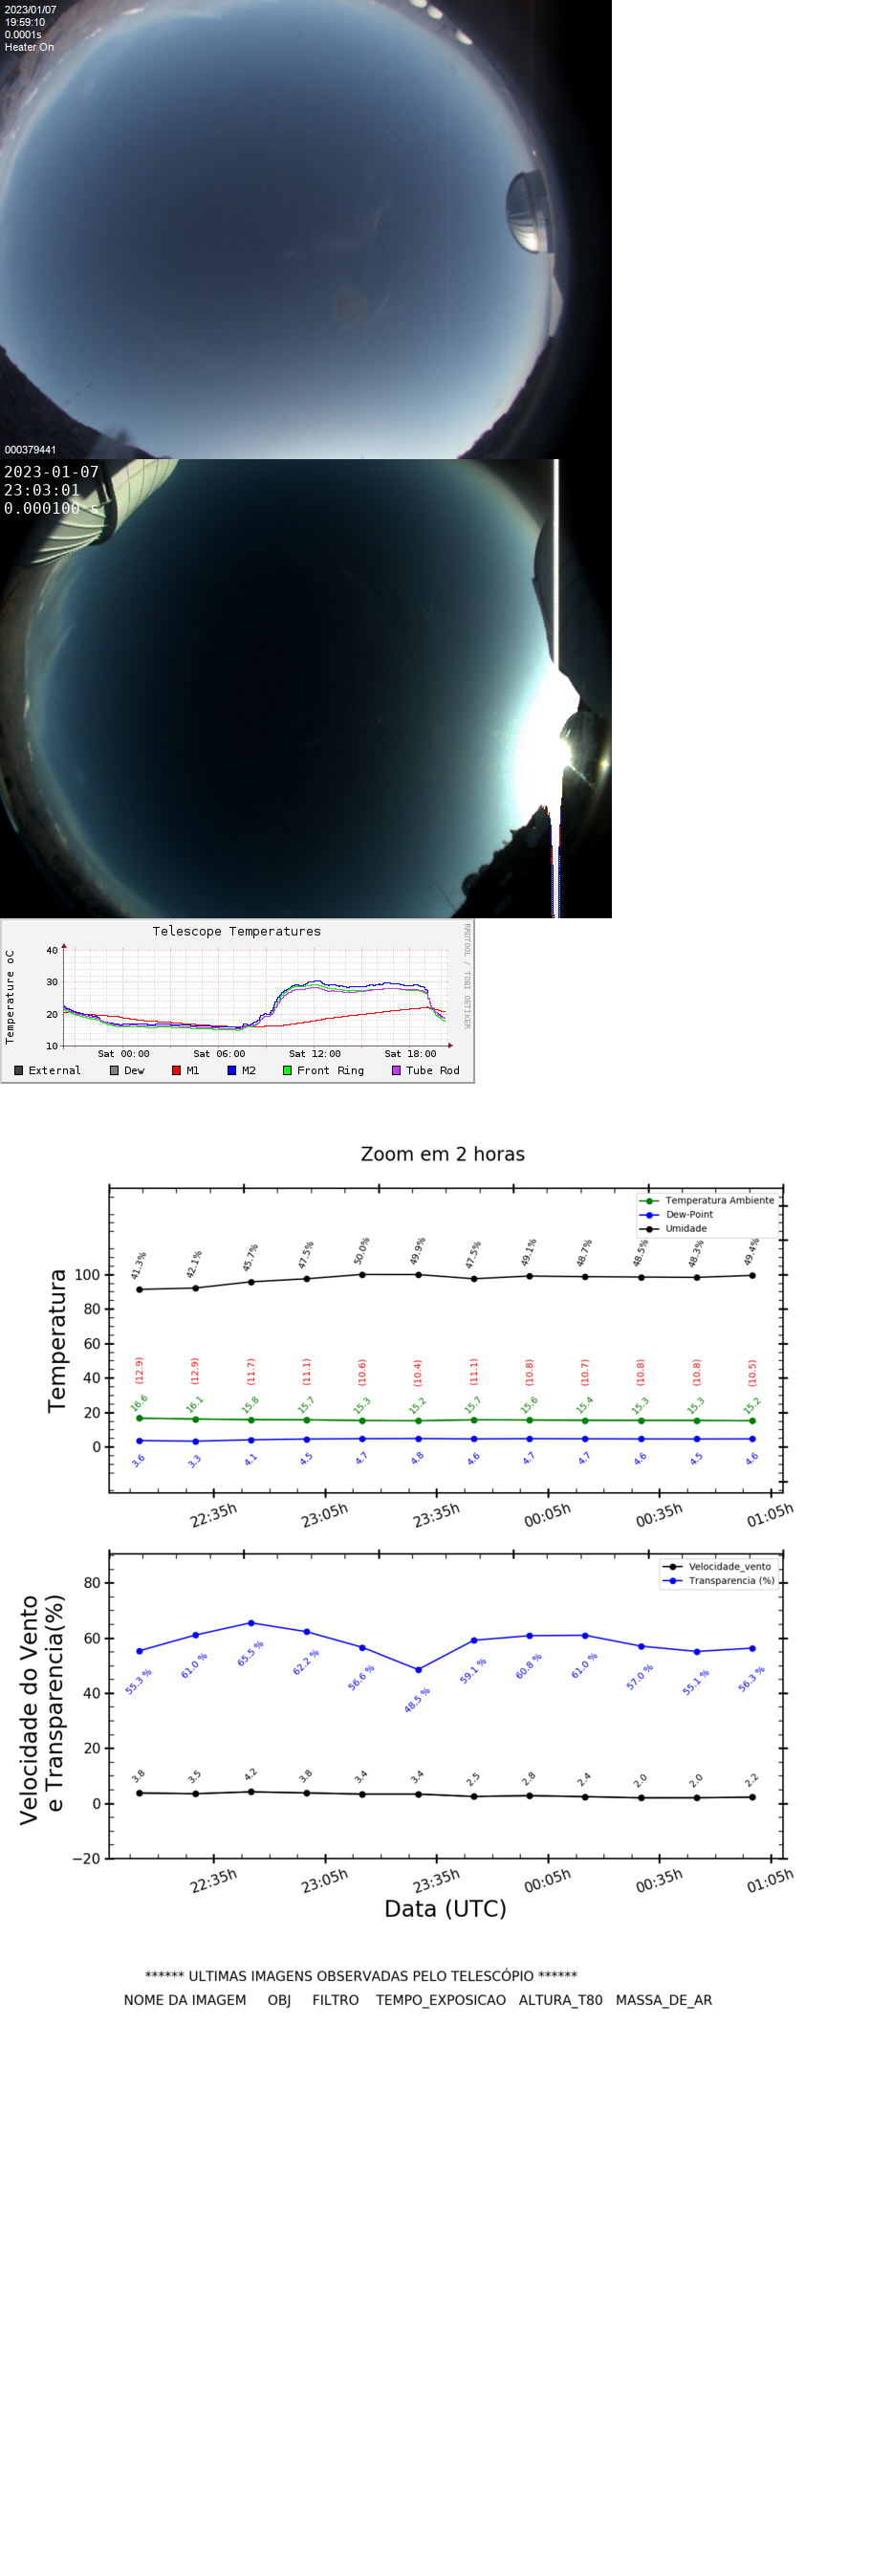 2023/01/07
19:59:10
0.0001s
Heater On
000379441
2023-01-07
23:03:01
0.000100 s
Telescope Temperatures
RRDTOOL / TOBI OETIKER
Temperature oC
40
30
20
10
Sat 00:00 Sat 06:00 Sat 12:00 Sat 18:00
External Dew M1 M2 Front Ring Tube Rod
Zoom em 2 horas
Temperatura Ambiente
Dew-Point
Umidade
Temperatura
41.3% 42.1% 45.7% 47.5% 50.0% 49.9% 47.5% 49.1% 48.7% 48.5% 48.3% 49.4%
100
80
60
40
20
0
(12.9) (12.9) (11.7) (11.1) (10.6) (10.4) (11.1) (10.8) (10.7) (10.8) (10.8) (10.5)
16.6 16.1 15.8 15.7 15.3 15.2 15.7 15.6 15.4 15.3 15.3 15.2
3.6 3.3 4.1 4.5 4.7 4.8 4.6 4.7 4.7 4.6 4.5 4.6
22:35h 23:05h 23:35h 00:05h 00:35h 01:05h
Velocidade_vento
Transparencia (%)
Velocidade do Vento
e Transparencia(%)
80
60
40
20
0
−20
55.3 % 61.0 % 65.5 % 62.2 % 56.6 % 48.5 % 59.1 % 60.8 % 61.0 % 57.0 % 55.1 % 56.3 %
3.8 3.5 4.2 3.8 3.4 3.4 2.5 2.8 2.4 2.0 2.0 2.2
22:35h 23:05h 23:35h 00:05h 00:35h 01:05h
Data (UTC)
****** ULTIMAS IMAGENS OBSERVADAS PELO TELESCÓPIO ******
NOME DA IMAGEM OBJ FILTRO TEMPO_EXPOSICAO ALTURA_T80 MASSA_DE_AR